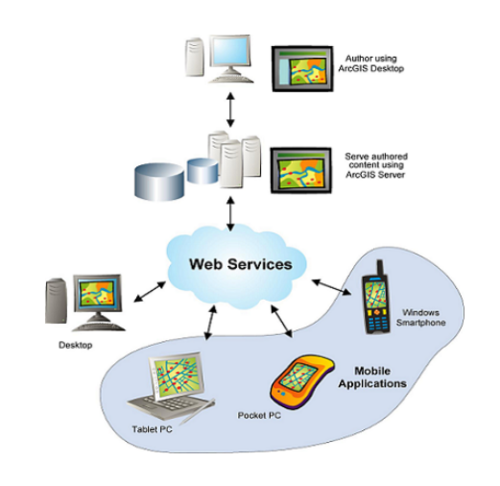 Author using
ArcGIS Desktop
Serve authored
content using
ArcGIS Server
Web Services
Windows
Smartphone
Desktop
Mobile
Applications
Pocket PC
Tablet PC